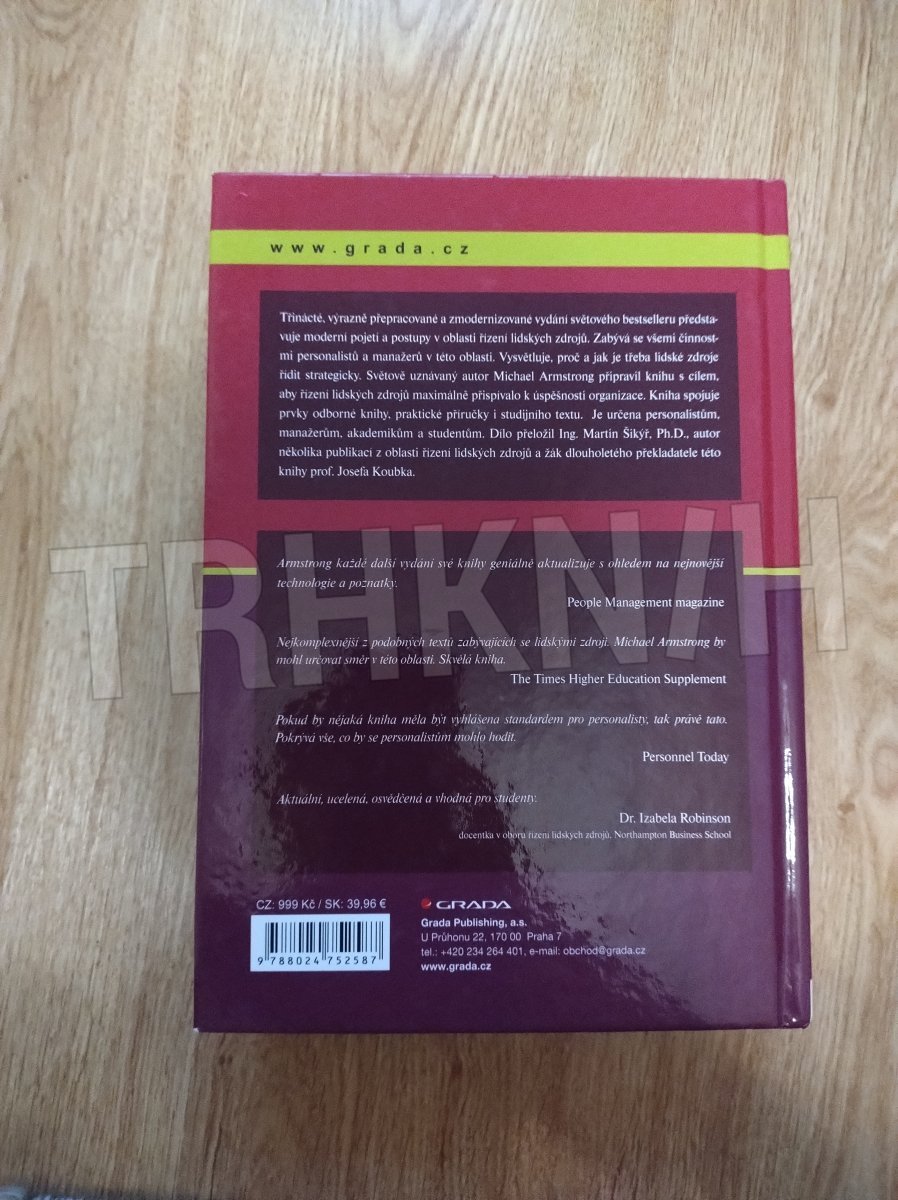 www.grada.cz
Třinácté, výrazně přepracované a zmodernizované vydání světového bestselleru představ-
vuje moderní pojetí a postupy v oblasti řízení lidských zdrojů. Zabývá se všemi činnost-
mi personalistů a manažerů v této oblasti. Vysvětluje, proč a jak je třeba lidské zdroje
řídit strategicky. Světově uznávaný autor Michael Armstrong připravil knihu s cílem,
aby řízení lidských zdrojů maximálně přispívalo k úspěšnosti organizace. Kniha spojuje
prvky odborné knihy, praktické příručky i studijního textu. Je určena personalistům,
manažerům, akademikům a studentům. Dílo přeložil Ing. Martin Šikýř, Ph.D., autor
několika publikací z oblasti řízení lidských zdrojů a žák dlouholetého překladatele této
knihy prof. Josefa Koubka.
TRHKNIH
Armstrong každé další vydání své knihy geniálně aktualizuje s ohledem na nejnovější
technologie a poznatky.
People Management magazine
Nejkomplexnější z podobných textů zabývajících se lidskými zdroji. Michael Armstrong by
mohl určovat směr v této oblasti. Skvělá kniha.
The Times Higher Education Supplement
Pokud by nějaká kniha měla být vyhlášena standardem pro personalisty, tak právě tato.
Pokrývá vše, co by se personalistům mohlo hodit.
Personnel Today
Aktuální, ucelená, osvědčená a vhodná pro studenty.
Dr. Izabela Robinson
docentka v oboru řízení lidských zdrojů, Northampton Business School
CZ: 999 Kč / SK: 39,96 €
9 788024 752587
GRADA
Grada Publishing, a.s.
U Průhonu 22, 170 00 Praha 7
tel.: +420 234 264 401, e-mail: obchod@grada.cz
www.grada.cz